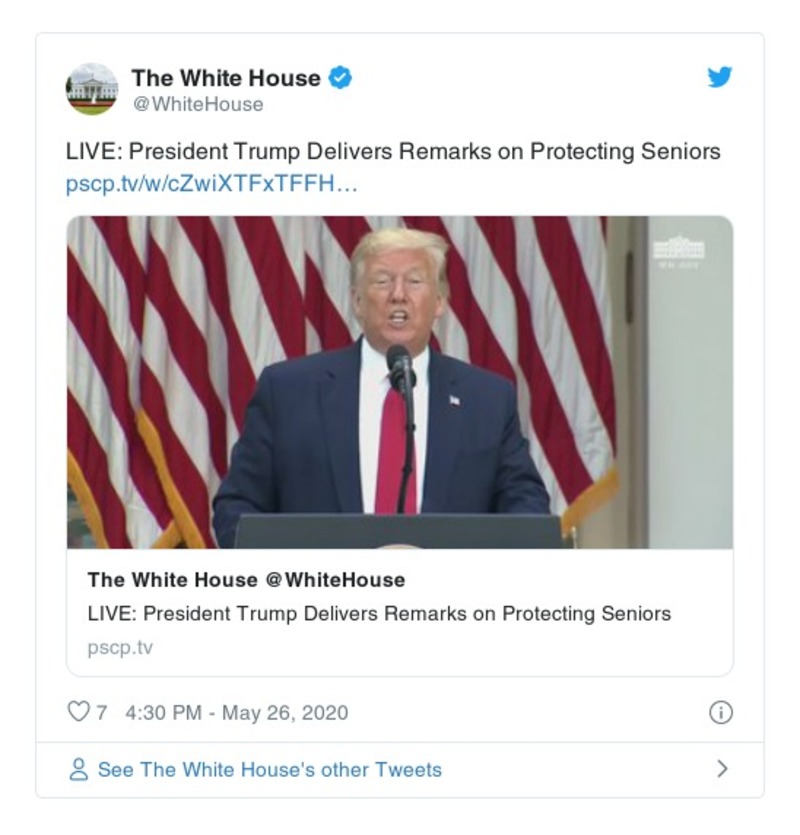 The White House
@WhiteHouse
LIVE: President Trump Delivers Remarks on Protecting Seniors
pscp.tv/w/cZwiXTFxTFFH…
The White House @WhiteHouse
LIVE: President Trump Delivers Remarks on Protecting Seniors
pscp.tv
7 4:30 PM - May 26, 2020
See The White House's other Tweets